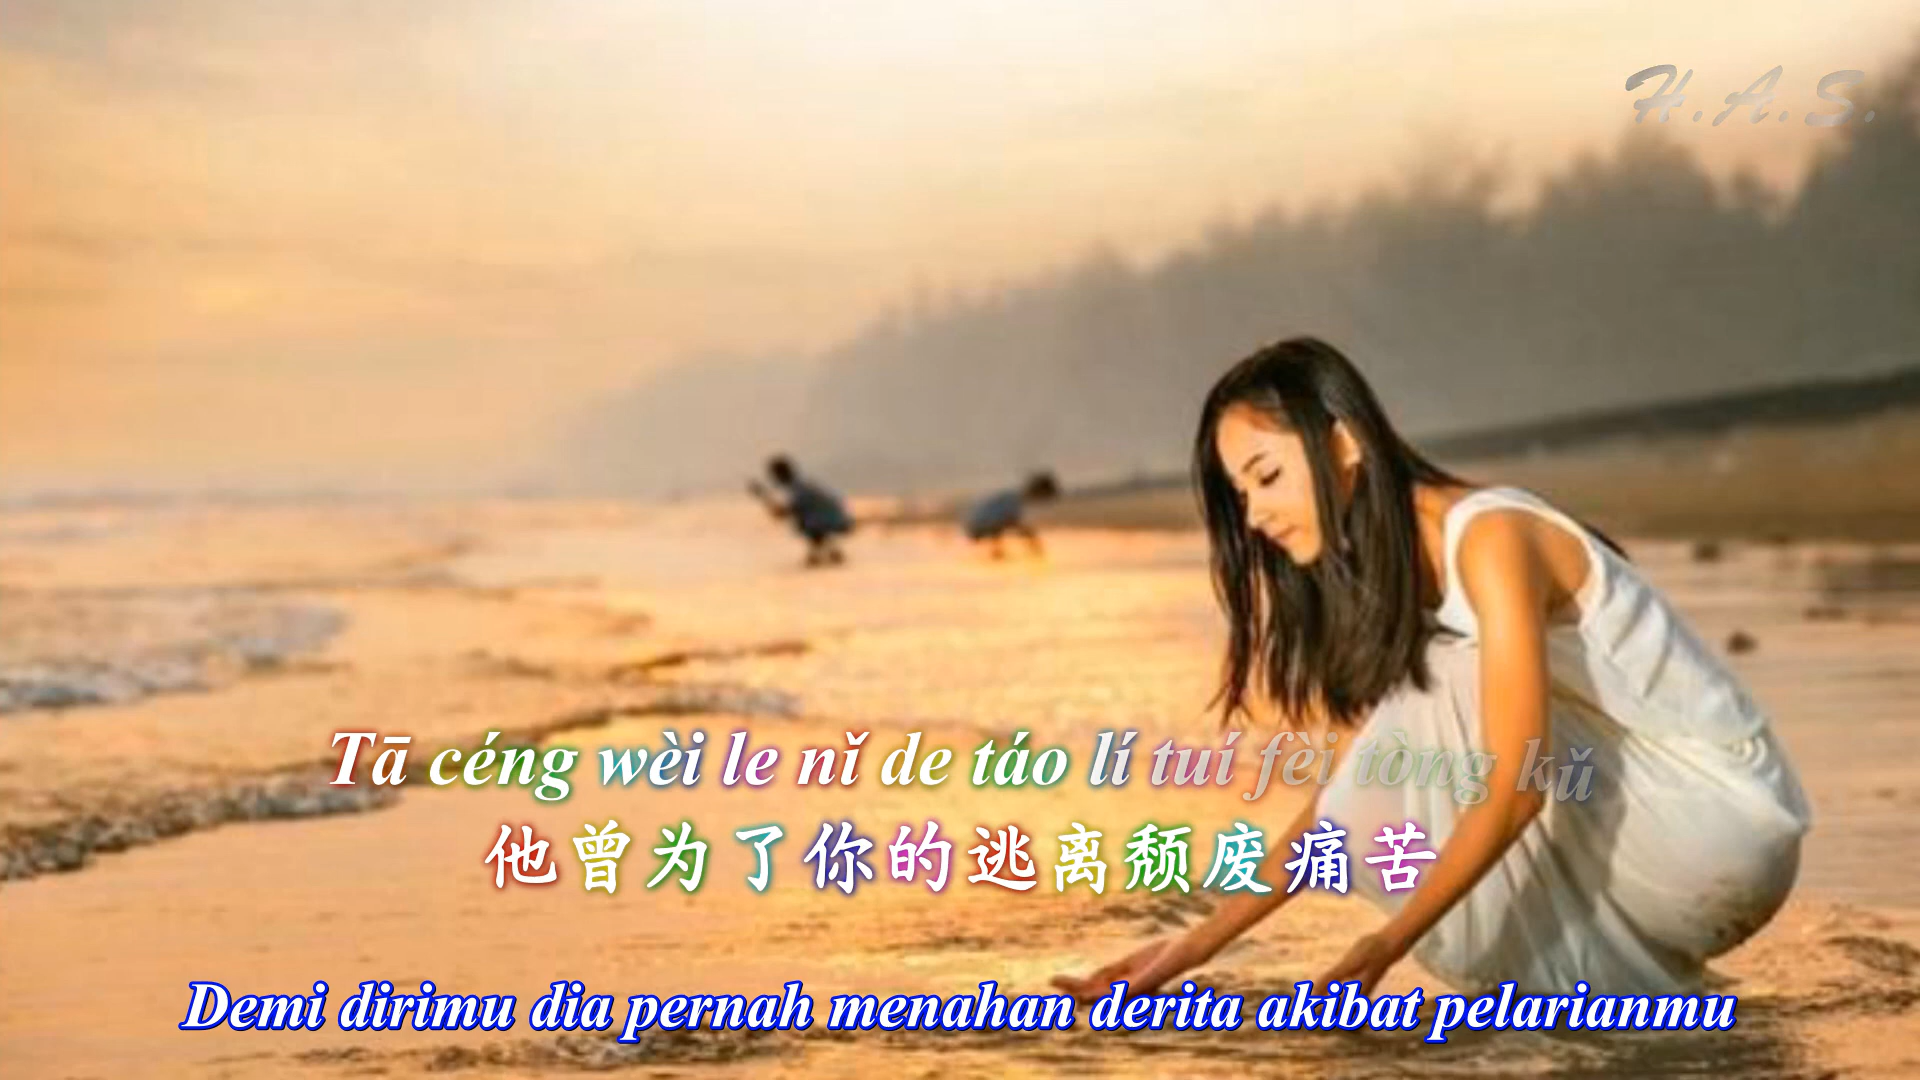 H.A.S.
Tā céng wèi le nǐ de táo lí tuí fèi tòng kǔ
他曾为了你的逃离颓废痛苦
Demi dirimu dia pernah menahan derita akibat pelarianmu